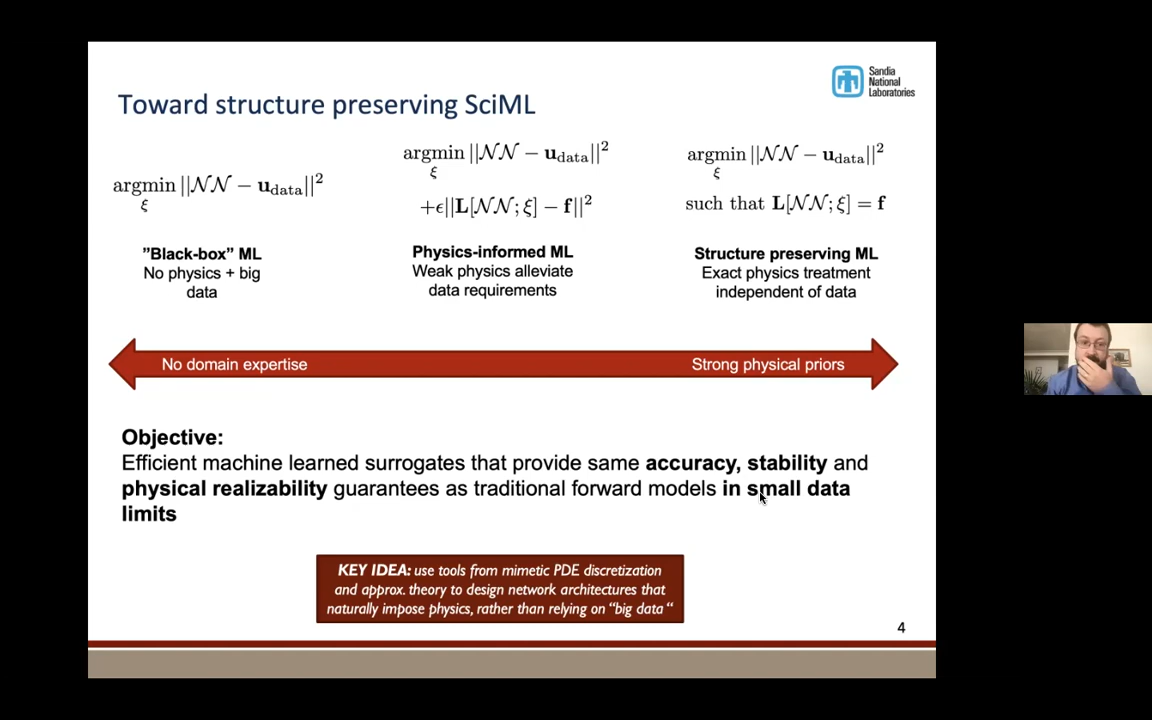 Sandia
National
Laboratories
Toward structure preserving SciML
argmin ||𝒩𝒩 − u_data||²
ξ
argmin ||𝒩𝒩 − u_data||²
ξ
+ϵ||L[𝒩𝒩; ξ] − f||²
argmin ||𝒩𝒩 − u_data||²
ξ
such that L[𝒩𝒩; ξ] = f
”Black-box” ML
No physics + big
data
Physics-informed ML
Weak physics alleviate
data requirements
Structure preserving ML
Exact physics treatment
independent of data
No domain expertise
Strong physical priors
Objective:
Efficient machine learned surrogates that provide same accuracy, stability and
physical realizability guarantees as traditional forward models in small data
limits
KEY IDEA: use tools from mimetic PDE discretization
and approx. theory to design network architectures that
naturally impose physics, rather than relying on “big data “
4